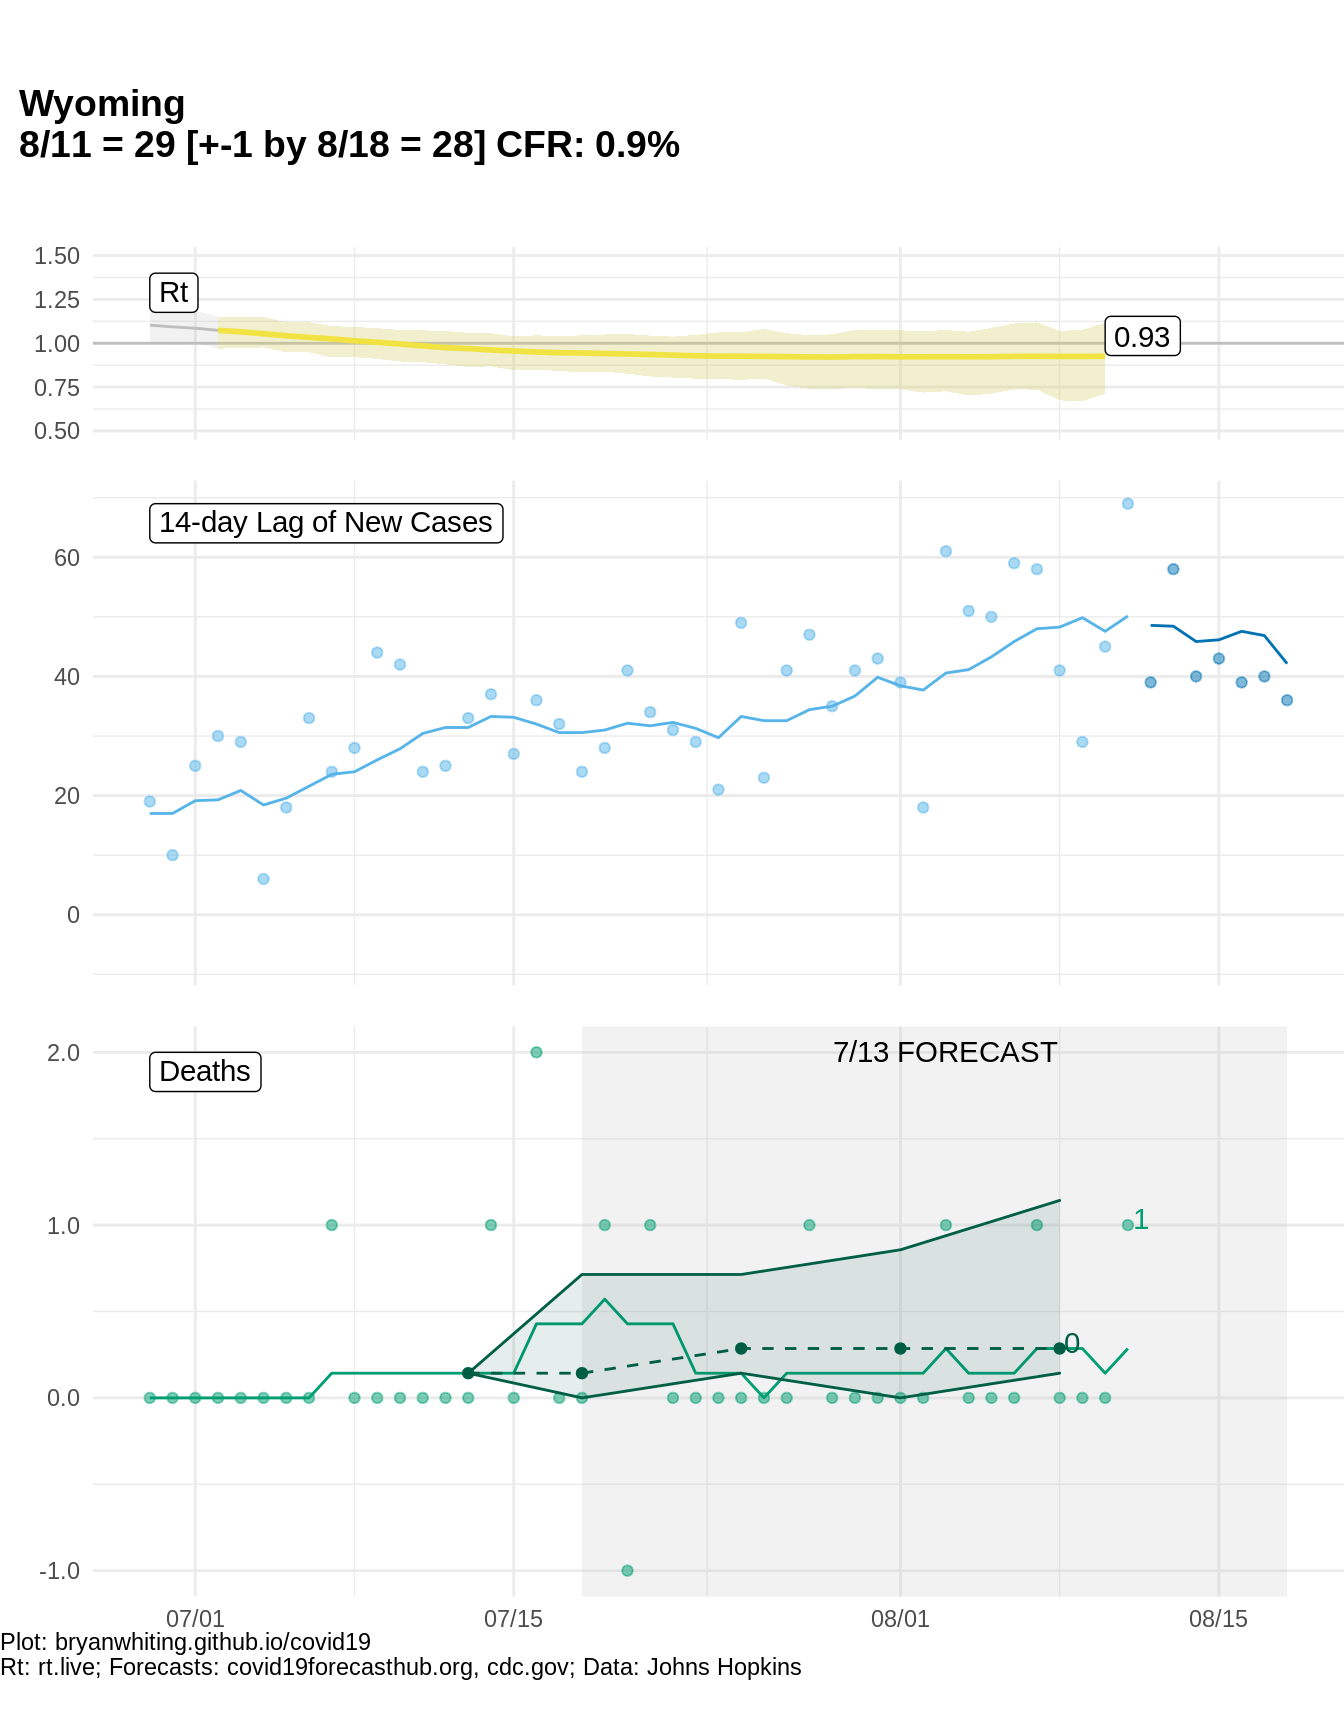 Wyoming
8/11 = 29 [+-1 by 8/18 = 28] CFR: 0.9%
1.50
Rt
1.25
0.93
1.00
0.75
0.50
14-day Lag of New Cases
60
40
20
0
7/13 FORECAST
2.0
Deaths
1
1.0
0
0.0
-1.0
07/01 07/15 08/01 08/15
Plot: bryanwhiting.github.io/covid19
Rt: rt.live; Forecasts: covid19forecasthub.org, cdc.gov; Data: Johns Hopkins